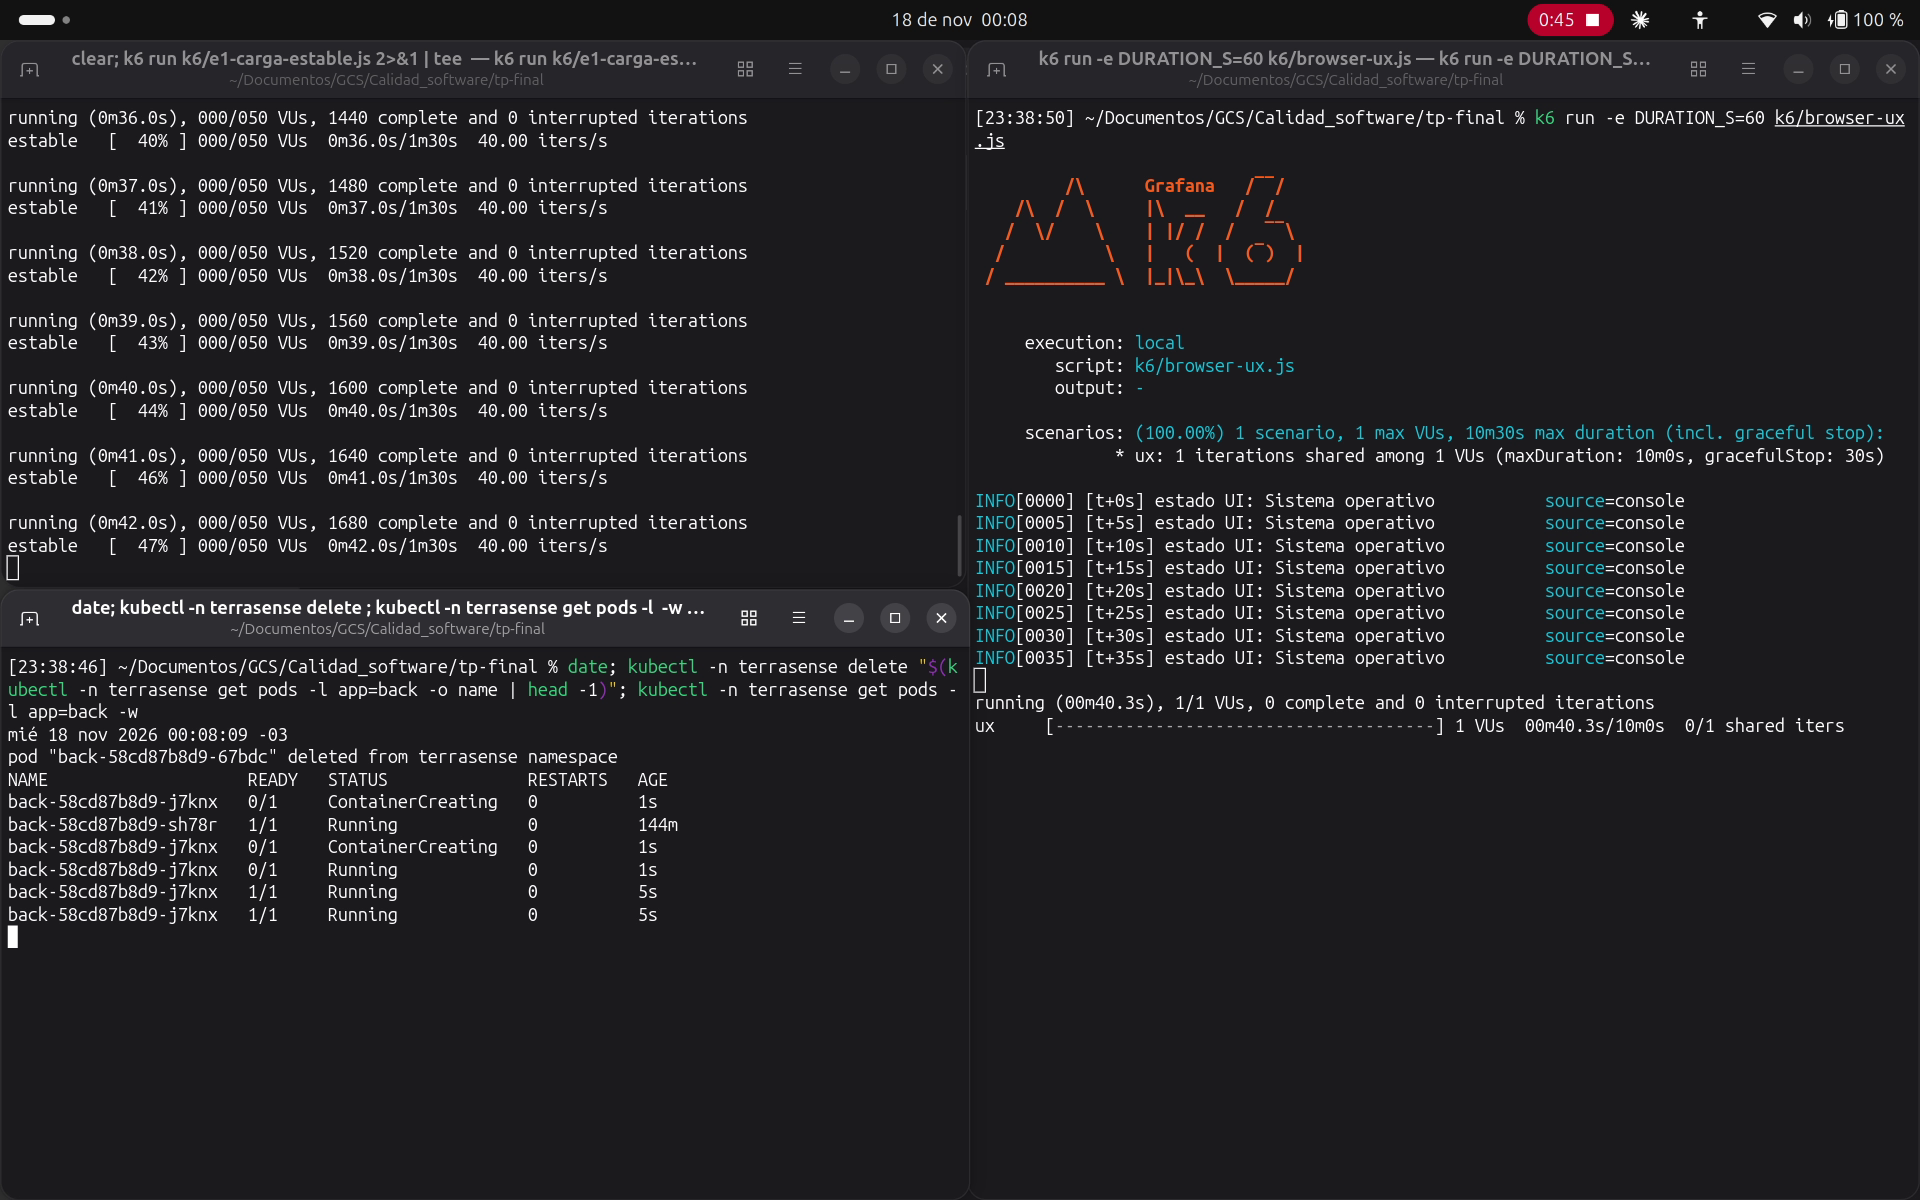 18 de nov 00:08
0:45
100 %
clear; k6 run k6/e1-carga-estable.js 2>&1 | tee — k6 run k6/e1-carga-es...
~/Documentos/GCS/Calidad_software/tp-final
running (0m36.0s), 000/050 VUs, 1440 complete and 0 interrupted iterations
estable   [  40% ] 000/050 VUs  0m36.0s/1m30s  40.00 iters/s
running (0m37.0s), 000/050 VUs, 1480 complete and 0 interrupted iterations
estable   [  41% ] 000/050 VUs  0m37.0s/1m30s  40.00 iters/s
running (0m38.0s), 000/050 VUs, 1520 complete and 0 interrupted iterations
estable   [  42% ] 000/050 VUs  0m38.0s/1m30s  40.00 iters/s
running (0m39.0s), 000/050 VUs, 1560 complete and 0 interrupted iterations
estable   [  43% ] 000/050 VUs  0m39.0s/1m30s  40.00 iters/s
running (0m40.0s), 000/050 VUs, 1600 complete and 0 interrupted iterations
estable   [  44% ] 000/050 VUs  0m40.0s/1m30s  40.00 iters/s
running (0m41.0s), 000/050 VUs, 1640 complete and 0 interrupted iterations
estable   [  46% ] 000/050 VUs  0m41.0s/1m30s  40.00 iters/s
running (0m42.0s), 000/050 VUs, 1680 complete and 0 interrupted iterations
estable   [  47% ] 000/050 VUs  0m42.0s/1m30s  40.00 iters/s
date; kubectl -n terrasense delete ; kubectl -n terrasense get pods -l -w ...
~/Documentos/GCS/Calidad_software/tp-final
[23:38:46] ~/Documentos/GCS/Calidad_software/tp-final % date; kubectl -n terrasense delete "$(k
ubectl -n terrasense get pods -l app=back -o name | head -1)"; kubectl -n terrasense get pods -
l app=back -w
mié 18 nov 2026 00:08:09 -03
pod "back-58cd87b8d9-67bdc" deleted from terrasense namespace
NAME                    READY   STATUS              RESTARTS   AGE
back-58cd87b8d9-j7knx   0/1     ContainerCreating   0          1s
back-58cd87b8d9-sh78r   1/1     Running             0          144m
back-58cd87b8d9-j7knx   0/1     ContainerCreating   0          1s
back-58cd87b8d9-j7knx   0/1     Running             0          1s
back-58cd87b8d9-j7knx   1/1     Running             0          5s
back-58cd87b8d9-j7knx   1/1     Running             0          5s
k6 run -e DURATION_S=60 k6/browser-ux.js — k6 run -e DURATION_S...
~/Documentos/GCS/Calidad_software/tp-final
[23:38:50] ~/Documentos/GCS/Calidad_software/tp-final % k6 run -e DURATION_S=60 k6/browser-ux
.js
Grafana
k6
execution: local
script: k6/browser-ux.js
output: -
scenarios: (100.00%) 1 scenario, 1 max VUs, 10m30s max duration (incl. graceful stop):
* ux: 1 iterations shared among 1 VUs (maxDuration: 10m0s, gracefulStop: 30s)
INFO[0000] [t+0s] estado UI: Sistema operativo           source=console
INFO[0005] [t+5s] estado UI: Sistema operativo           source=console
INFO[0010] [t+10s] estado UI: Sistema operativo          source=console
INFO[0015] [t+15s] estado UI: Sistema operativo          source=console
INFO[0020] [t+20s] estado UI: Sistema operativo          source=console
INFO[0025] [t+25s] estado UI: Sistema operativo          source=console
INFO[0030] [t+30s] estado UI: Sistema operativo          source=console
INFO[0035] [t+35s] estado UI: Sistema operativo          source=console
running (00m40.3s), 1/1 VUs, 0 complete and 0 interrupted iterations
ux     [--------------------------------------] 1 VUs  00m40.3s/10m0s  0/1 shared iters